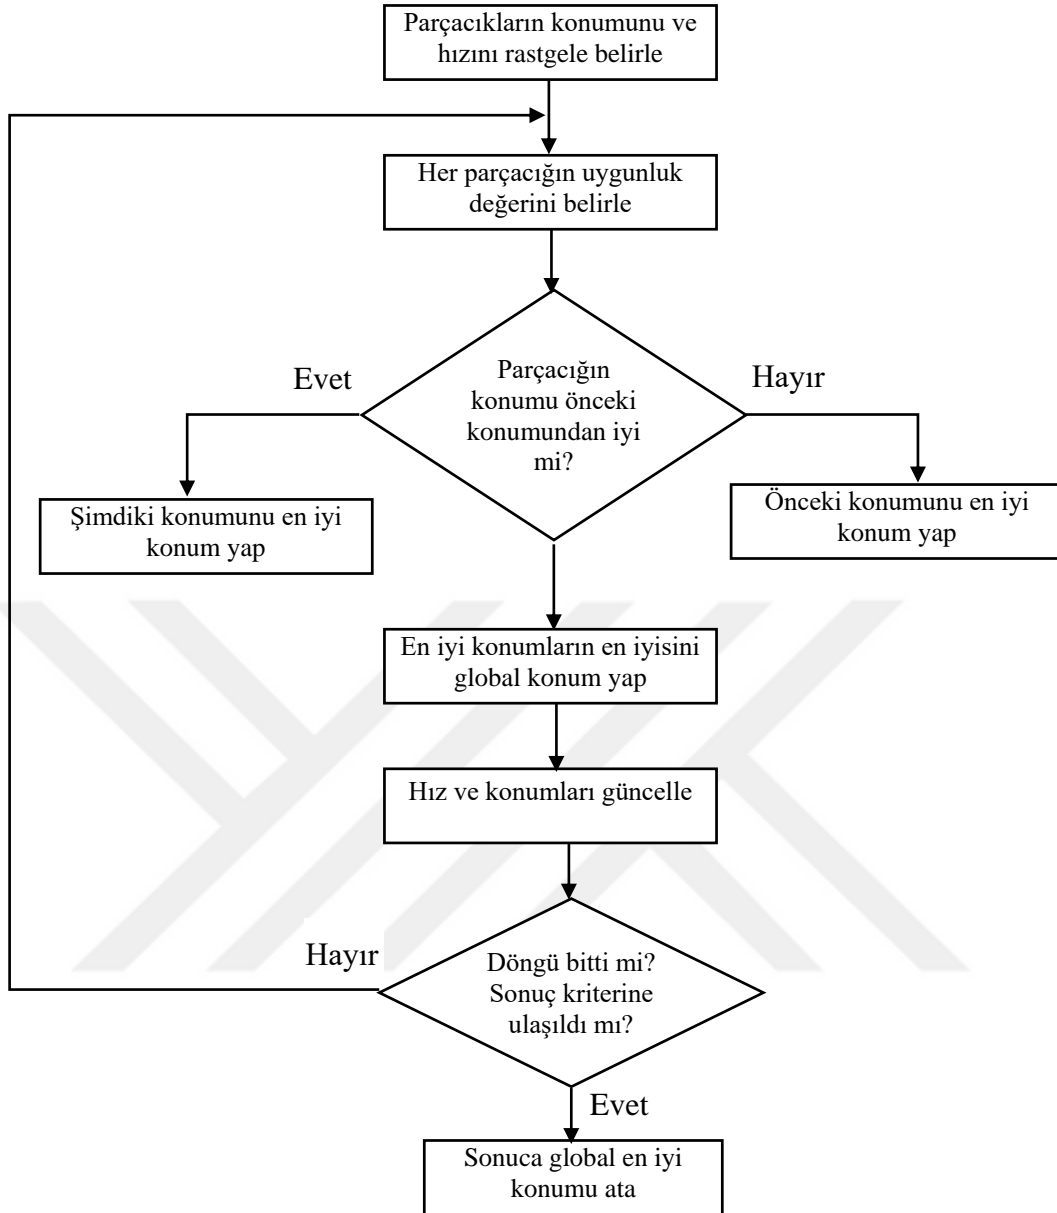 Parçacıkların konumunu ve
hızını rastgele belirle
Her parçacığın uygunluk
değerini belirle
Evet
Hayır
Parçacığın
konumu önceki
konumundan iyi
mi?
Şimdiki konumunu en iyi
konum yap
Önceki konumunu en iyi
konum yap
En iyi konumların en iyisini
global konum yap
Hız ve konumları güncelle
Hayır
Döngü bitti mi?
Sonuç kriterine
ulaşıldı mı?
Evet
Sonuca global en iyi
konumu ata